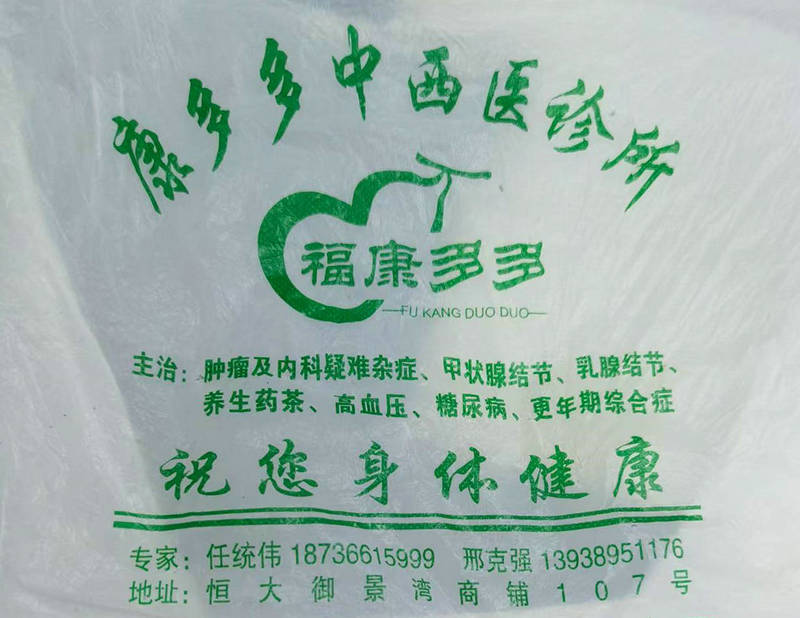 康多多中西医诊所
福康多多
FU KANG DUO DUO
主治：肿瘤及内科疑难杂症、甲状腺结节、乳腺结节、
养生药茶、高血压、糖尿病、更年期综合症
祝您身体健康
专家：任统伟 18736615999 邢克强 13938951176
地址：恒大御景湾商铺107号